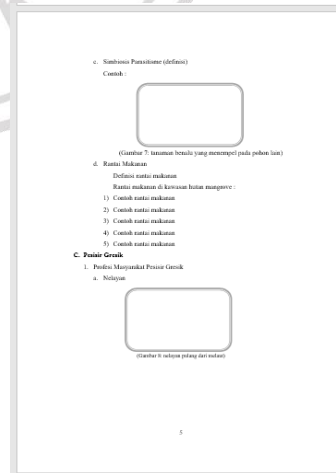 c. Simbiosis Parasitisme (definisi)
Contoh :
(Gambar 7: tanaman benalu yang menempel pada pohon lain)
d. Rantai Makanan
Definisi rantai makanan
Rantai makanan di kawasan hutan mangrove :
1) Contoh rantai makanan
2) Contoh rantai makanan
3) Contoh rantai makanan
4) Contoh rantai makanan
5) Contoh rantai makanan
C. Pesisir Gresik
1. Profesi Masyarakat Pesisir Gresik
a. Nelayan
(Gambar 8: nelayan pulang dari melaut)
5